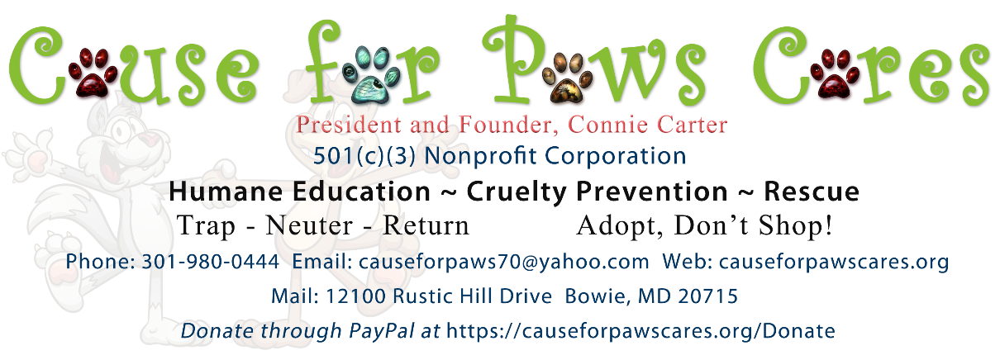 Cause for Paws Cares
President and Founder, Connie Carter
501(c)(3) Nonprofit Corporation
Humane Education ~ Cruelty Prevention ~ Rescue
Trap - Neuter - Return Adopt, Don't Shop!
Phone: 301-980-0444 Email: causeforpaws70@yahoo.com Web: causeforpawscares.org
Mail: 12100 Rustic Hill Drive Bowie, MD 20715
Donate through PayPal at https://causeforpawscares.org/Donate